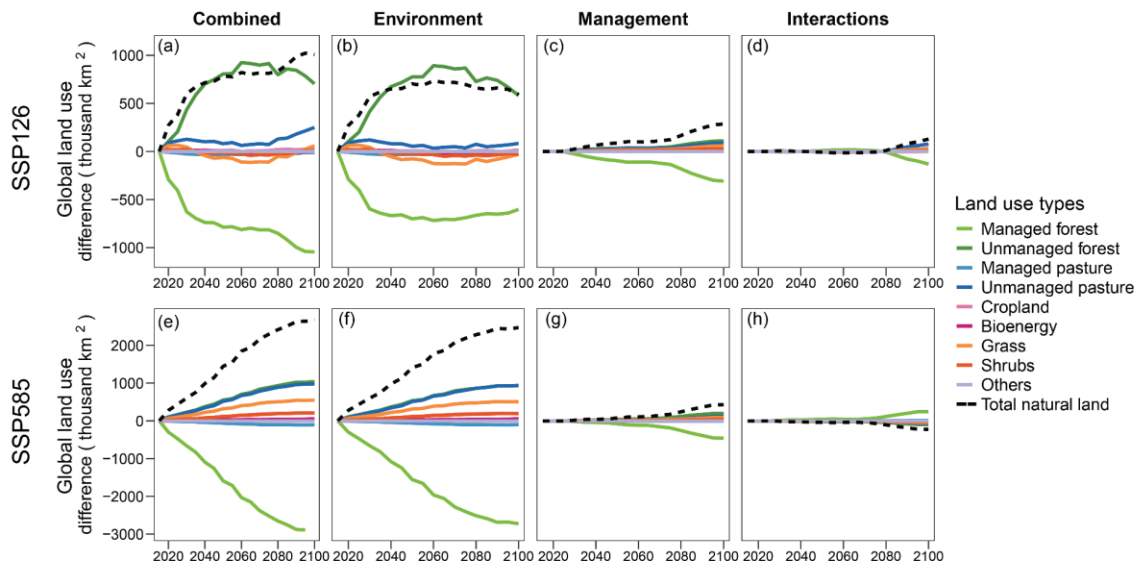 Combined Environment Management Interactions
SSP126
Global land use
difference ( thousand km 2 )
(a) (b) (c) (d)
1000
500
0
−500
−1000
2020 2040 2060 2080 2100 2020 2040 2060 2080 2100 2020 2040 2060 2080 2100 2020 2040 2060 2080 2100
SSP585
Global land use
difference ( thousand km 2 )
(e) (f) (g) (h)
2000
1000
0
−1000
−2000
−3000
2020 2040 2060 2080 2100 2020 2040 2060 2080 2100 2020 2040 2060 2080 2100 2020 2040 2060 2080 2100
Land use types
Managed forest
Unmanaged forest
Managed pasture
Unmanaged pasture
Cropland
Bioenergy
Grass
Shrubs
Others
Total natural land